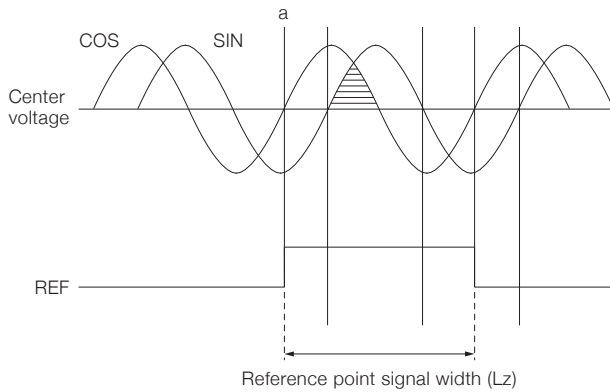 a
COS
SIN
Center
voltage
REF
Reference point signal width (Lz)